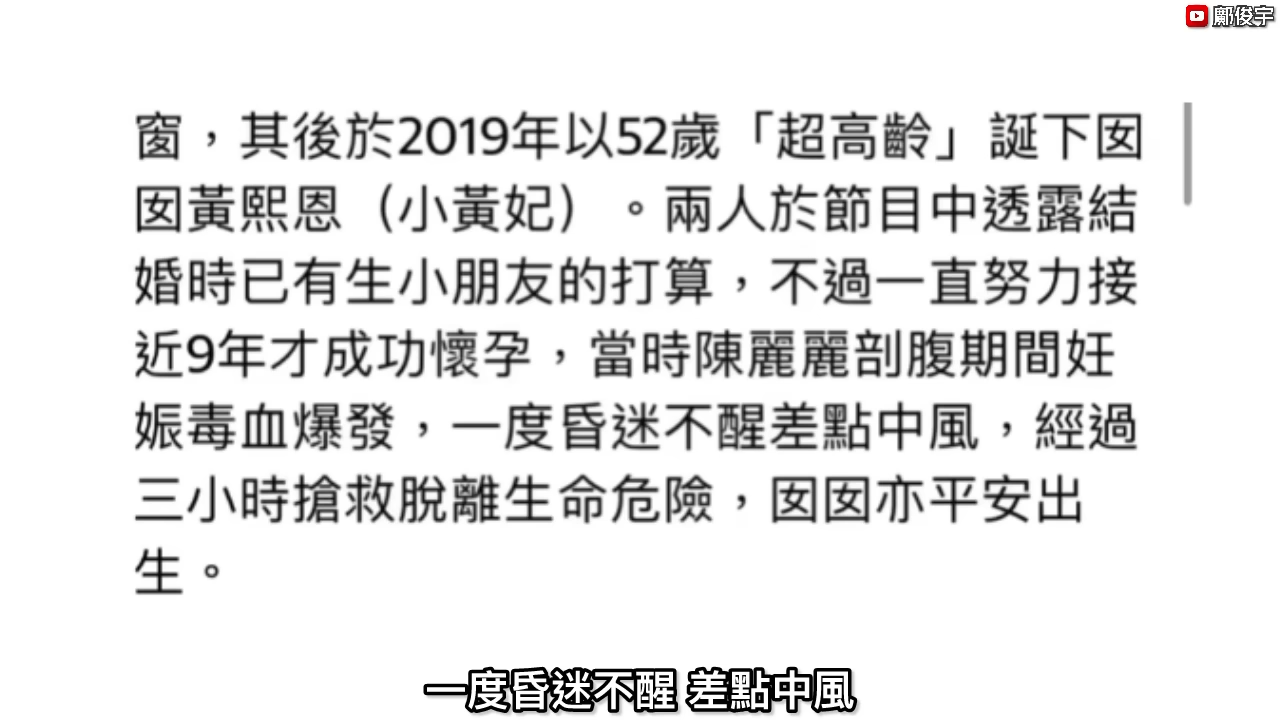 鄺俊宇
窗，其後於2019年以52歲「超高齡」誕下囡
囡黃熙恩（小黃妃）。兩人於節目中透露結
婚時已有生小朋友的打算，不過一直努力接
近9年才成功懷孕，當時陳麗麗剖腹期間妊
娠毒血爆發，一度昏迷不醒差點中風，經過
三小時搶救脫離生命危險，囡囡亦平安出
生。
一度昏迷不醒 差點中風